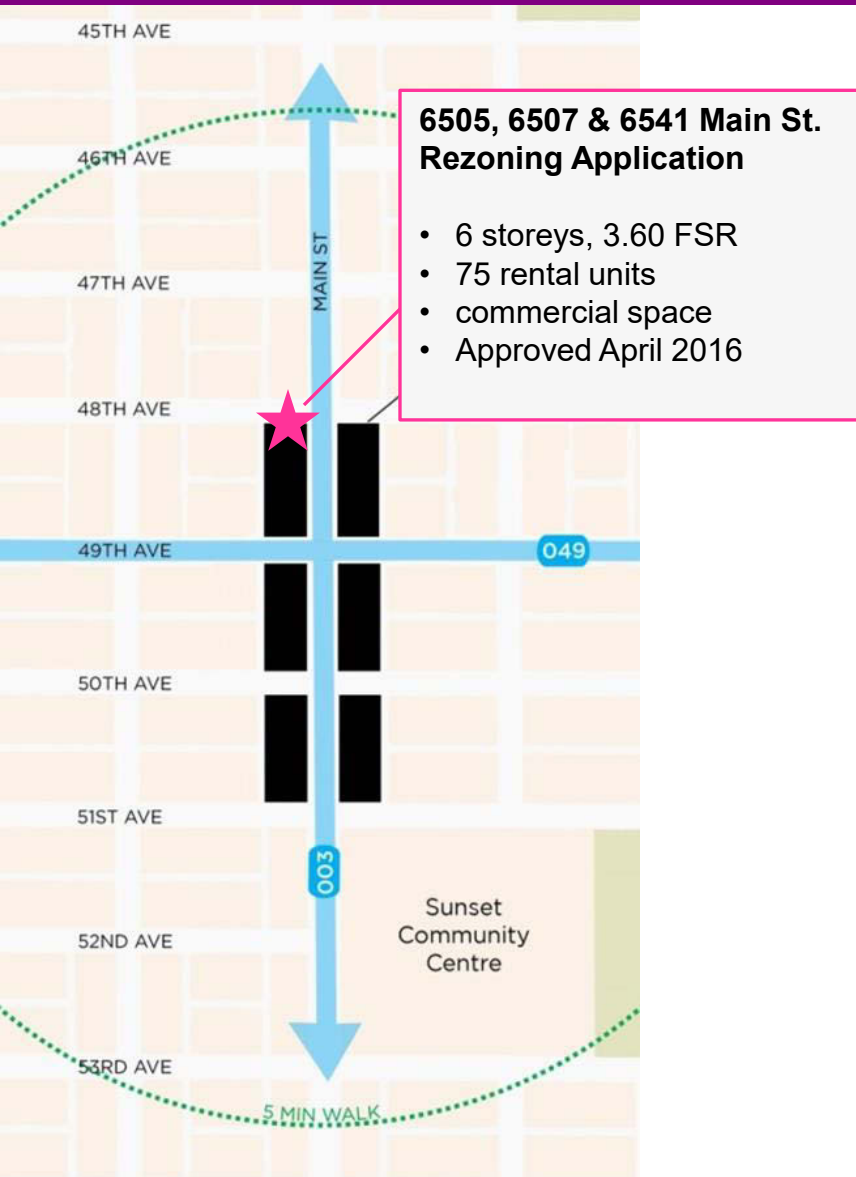 45TH AVE
6505, 6507 & 6541 Main St.
Rezoning Application
• 6 storeys, 3.60 FSR
• 75 rental units
• commercial space
• Approved April 2016
46TH AVE
MAIN ST
47TH AVE
48TH AVE
49TH AVE
049
50TH AVE
51ST AVE
003
Sunset
Community
Centre
52ND AVE
53RD AVE
5 MIN WALK